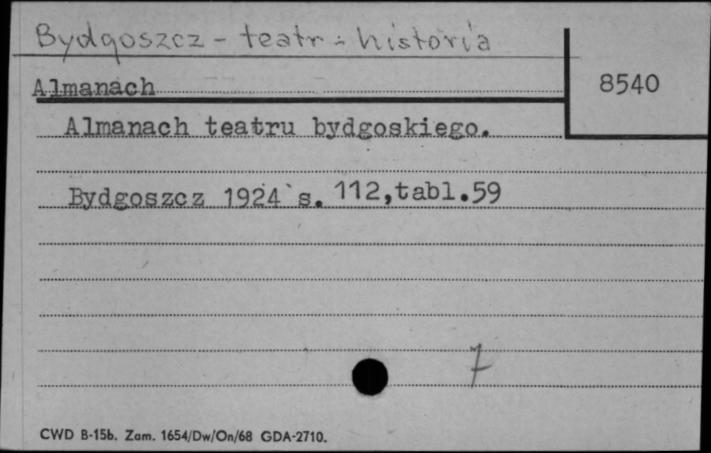 Bydgoszcz - teatr - historia
Almanach
8540
Almanach teatru bydgoskiego.
Bydgoszcz 1924 s. 112,tabl.59
7
CWD B-15b. Zam. 1654/Dw/On/68 GDA-2710.